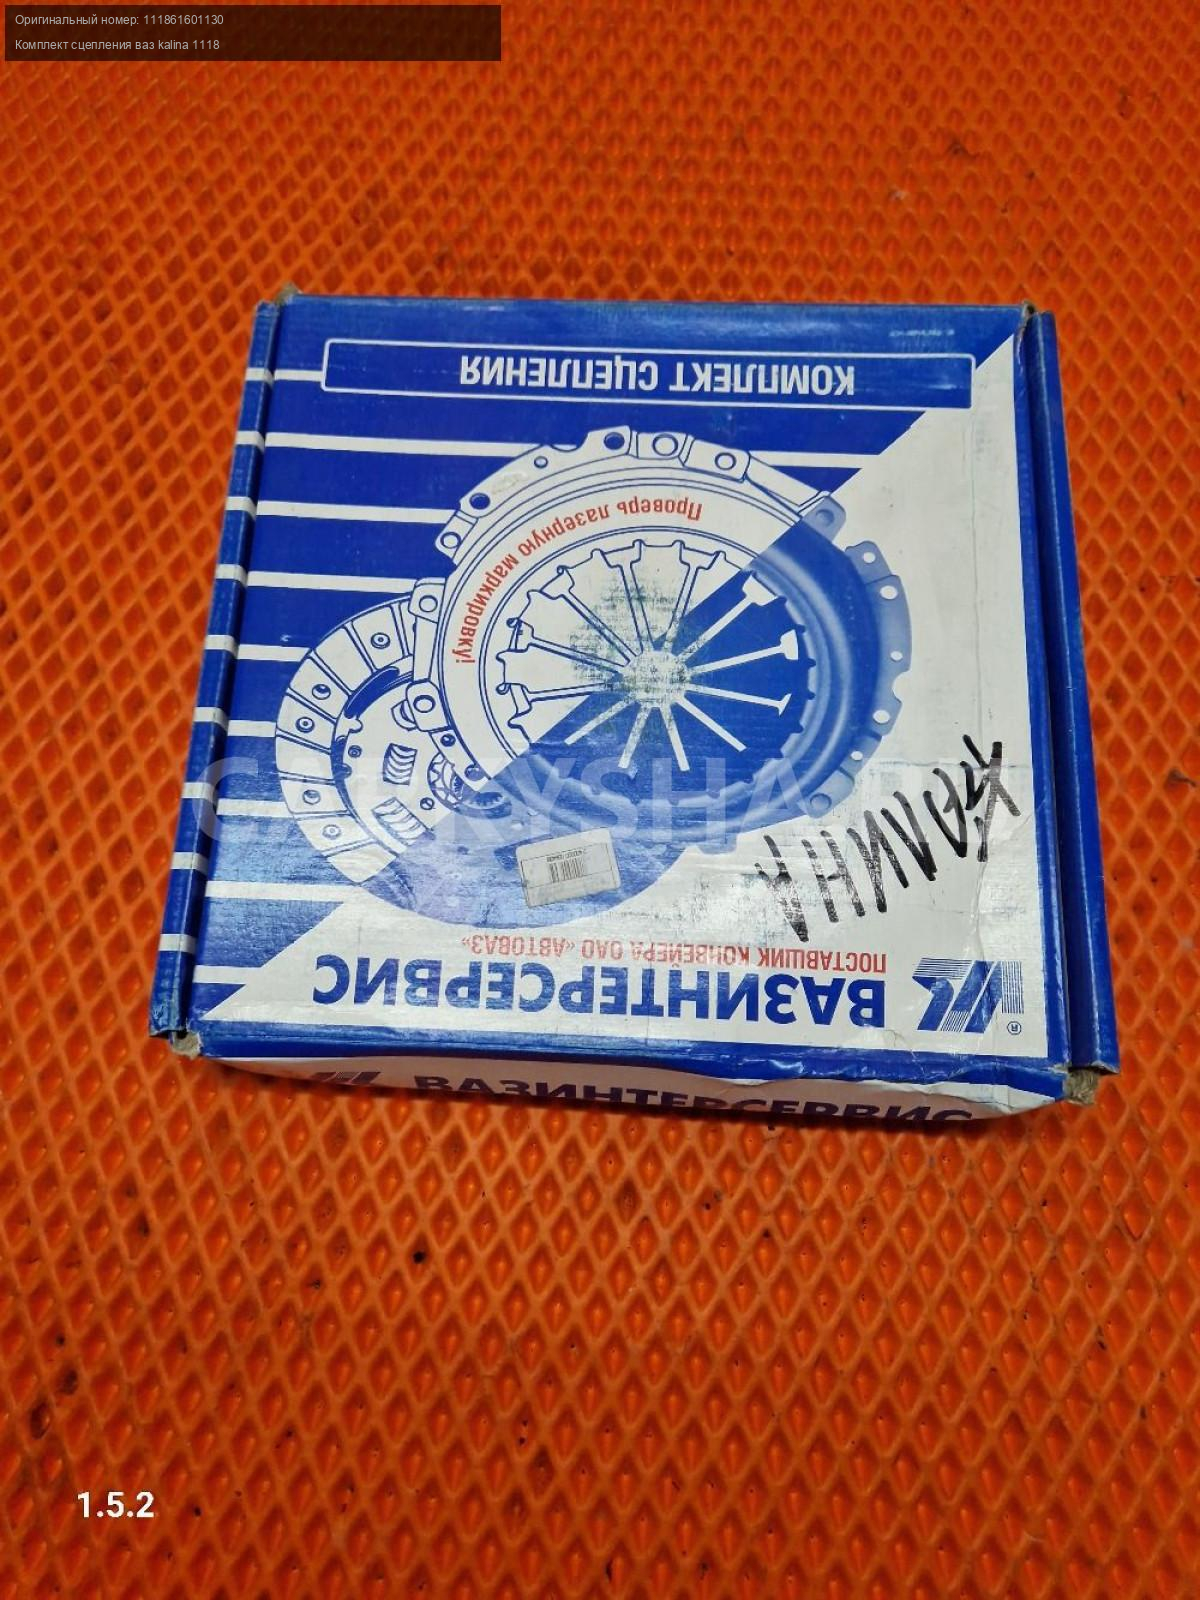 Оригинальный номер: 111861601130
Комплект сцепления ваз kalina 1118
КОМПЛЕКТ СЦЕПЛЕНИЯ
Проверь лазерную маркировку!
КАЛИНА
ПОСТАВЩИК КОНВЕЙЕРА ОАО «АВТОВАЗ»
ВАЗИНТЕРСЕРВИС
®
ВАЗИНТЕРСЕРВИС
1.5.2